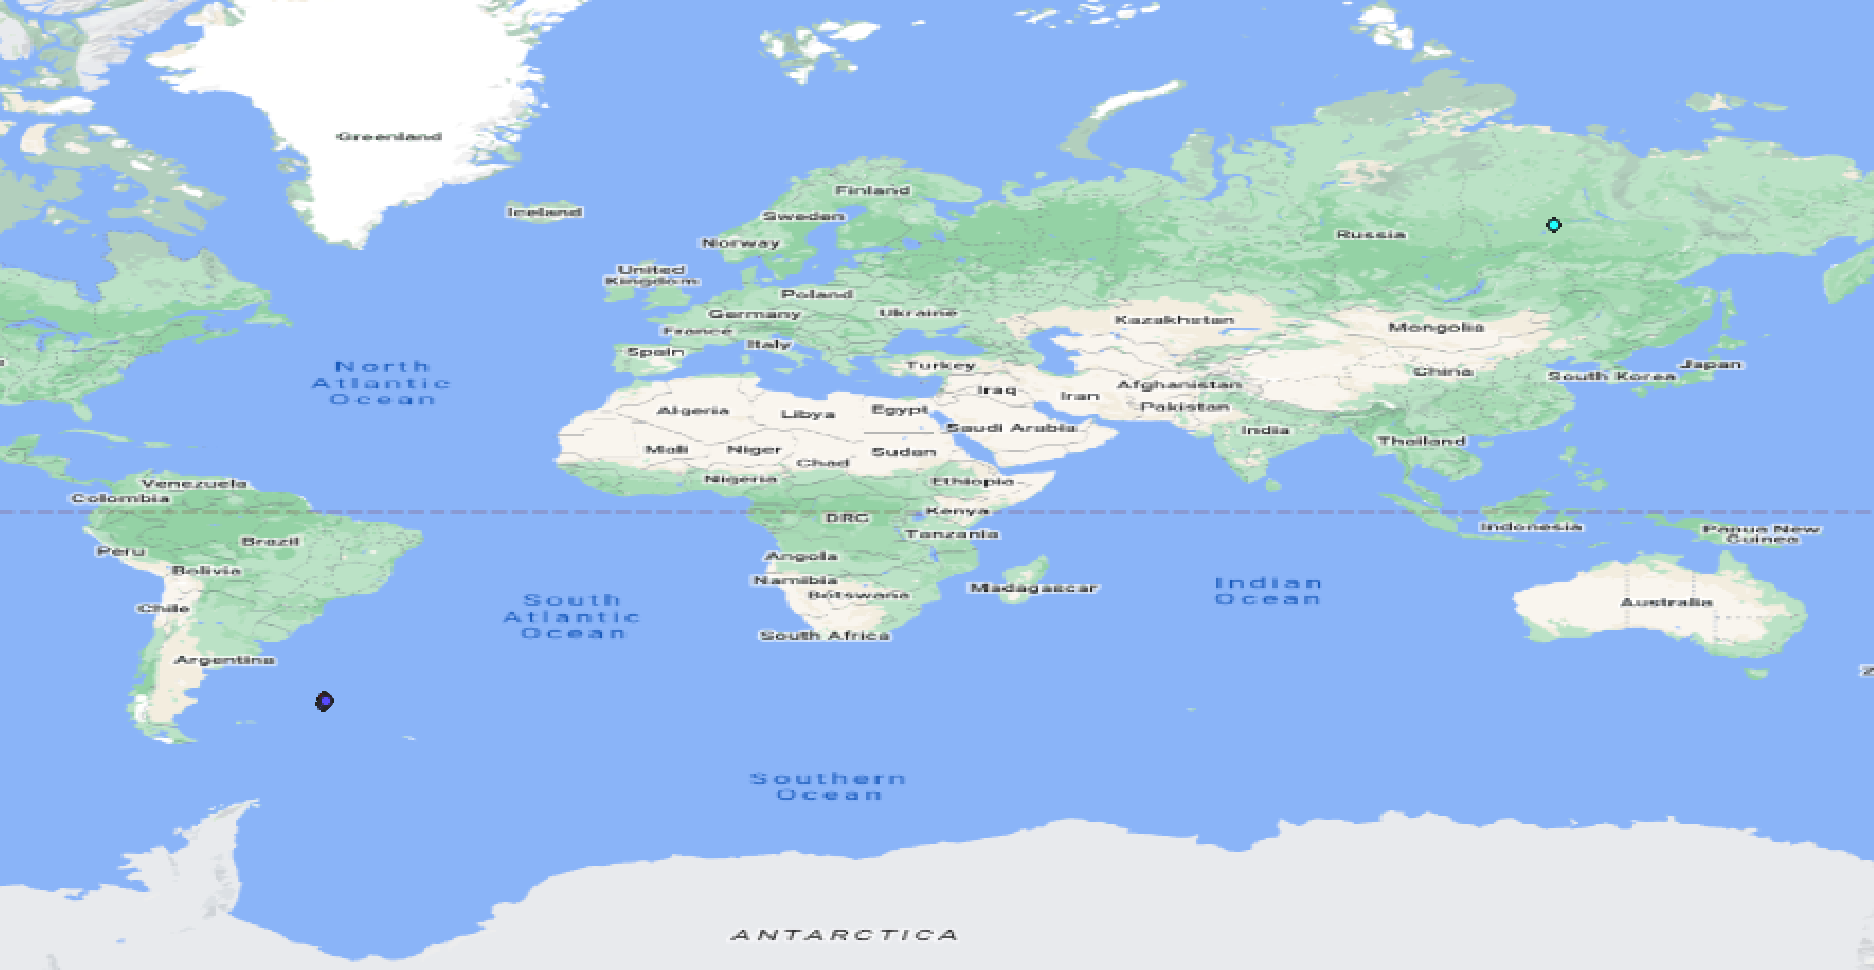 Greenland
Finland
Iceland
Sweden
Russia
Norway
United
Kingdom
Poland
Germany
Ukraine
Kazakhstan
France
Mongolia
Italy
Spain
North
Atlantic
Ocean
Turkey
Japan
China
South Korea
Afghanistan
Iraq
Iran
Pakistan
Algeria
Libya
Egypt
Saudi Arabia
India
Thailand
Mali
Niger
Sudan
Chad
Nigeria
Ethiopia
Venezuela
Colombia
Kenya
DRC
Indonesia
Papua New
Guinea
Tanzania
Brazil
Peru
Angola
Bolivia
Namibia
Madagascar
Indian
Ocean
Botswana
South
Atlantic
Ocean
Chile
Australia
South Africa
Argentina
Southern
Ocean
ANTARCTICA